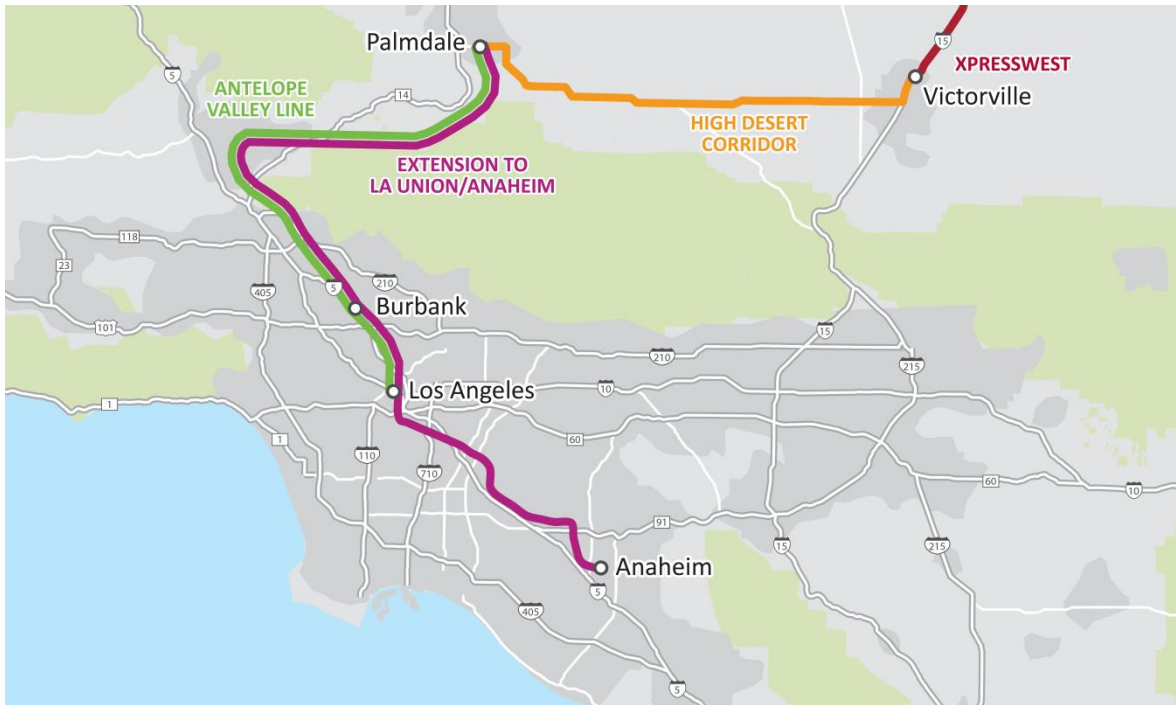 Palmdale
15
XPRESSWEST
5
ANTELOPE
VALLEY LINE
14
Victorville
HIGH DESERT
CORRIDOR
EXTENSION TO
LA UNION/ANAHEIM
118
23
210
405
5
Burbank
101
15
210
215
Los Angeles
10
1
1
60
110
710
60
10
91
15
215
Anaheim
5
405
5